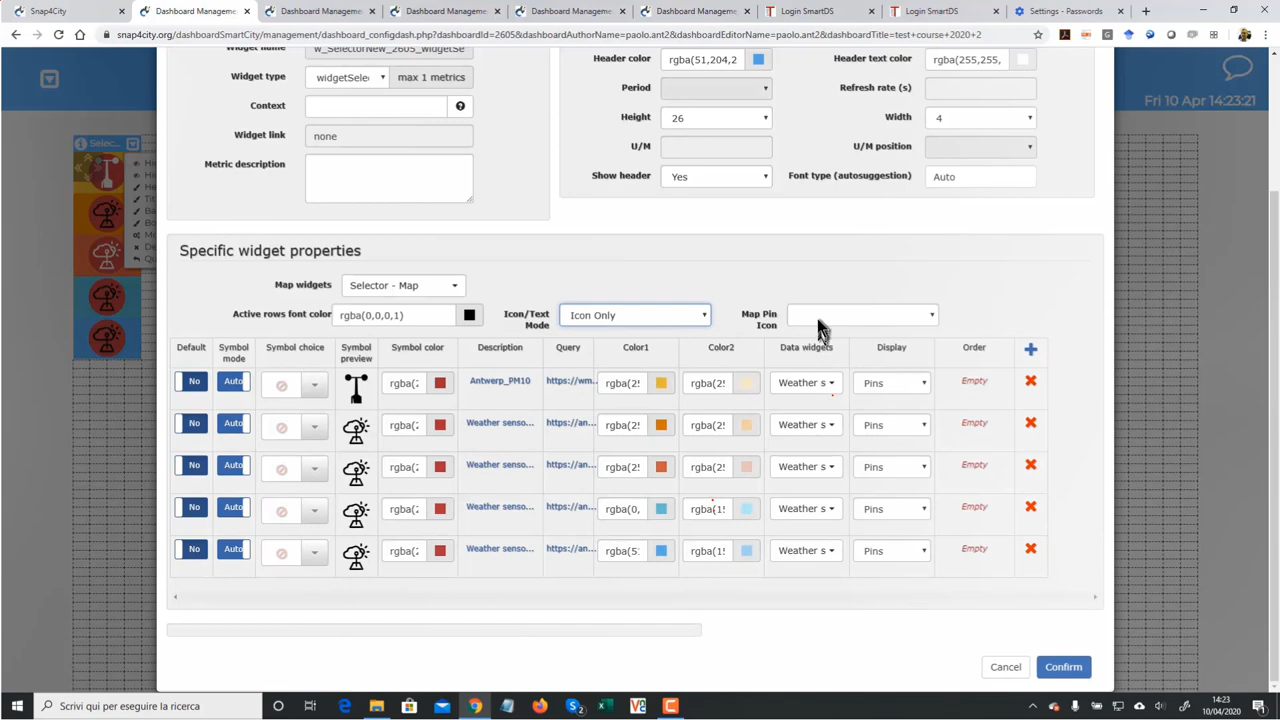 Snap4City
Dashboard Managem
Dashboard Managem
Dashboard Managem
Dashboard Managem
Dashboard Managem
Login SmartDS
Login SmartDS
Settings - Passwords
snap4city.org/dashboardSmartCity/management/dashboard_configdash.php?dashboardId=2605&dashboardAuthorName=paolo.ant2&dashboardEditorName=paolo.ant2&dashboardTitle=test+course+2020+2
Fri 10 Apr 14:23:21
Selec...
Widget name w_SelectorNew_2605_widgetSe
Widget type widgetSelec max 1 metrics
Context
Widget link none
Metric description
Header color rgba(51,204,2 Header text color rgba(255,255,
Period Refresh rate (s)
Height 26 Width 4
U/M U/M position
Show header Yes Font type (autosuggestion) Auto
Specific widget properties
Map widgets Selector - Map
Active rows font color rgba(0,0,0,1) Icon/Text Mode Icon Only Map Pin Icon
Default Symbol mode Symbol choice Symbol preview Symbol color Description Query Color1 Color2 Data widgets Display Order
No Auto rgba(2 Antwerp_PM10 https://wm... rgba(25 rgba(25 Weather s Pins Empty
No Auto rgba(2 Weather senso... https://an... rgba(25 rgba(25 Weather s Pins Empty
No Auto rgba(2 Weather senso... https://an... rgba(25 rgba(25 Weather s Pins Empty
No Auto rgba(2 Weather senso... https://an... rgba(0, rgba(15 Weather s Pins Empty
No Auto rgba(2 Weather senso... https://an... rgba(5 rgba(15 Weather s Pins Empty
Cancel Confirm
Scrivi qui per eseguire la ricerca
14:23
10/04/2020